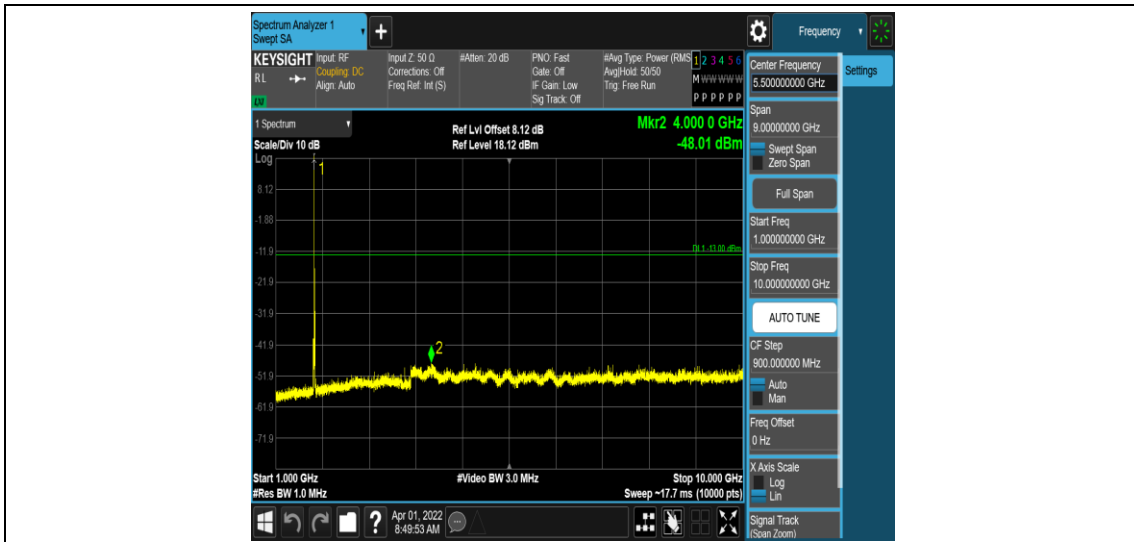 Spectrum Analyzer 1
Swept SA
Frequency
KEYSIGHT
RL
LXI
Input: RF
Coupling: DC
Align: Auto
Input Z: 50 Ω
Corrections: Off
Freq Ref: Int (S)
#Atten: 20 dB
PNO: Fast
Gate: Off
IF Gain: Low
Sig Track: Off
#Avg Type: Power (RMS
Avg|Hold: 50/50
Trig: Free Run
1 2 3 4 5 6
M W W W W W
P P P P P P
1 Spectrum
Scale/Div 10 dB
Log
Ref Lvl Offset 8.12 dB
Ref Level 18.12 dBm
Mkr2 4.000 0 GHz
-48.01 dBm
1
8.12
-1.88
-11.9
DL1 -13.00 dBm
-21.9
-31.9
-41.9
2
-51.9
-61.9
-71.9
Start 1.000 GHz
#Res BW 1.0 MHz
#Video BW 3.0 MHz
Stop 10.000 GHz
Sweep ~17.7 ms (10000 pts)
Center Frequency
5.500000000 GHz
Settings
Span
9.00000000 GHz
Swept Span
Zero Span
Full Span
Start Freq
1.000000000 GHz
Stop Freq
10.000000000 GHz
AUTO TUNE
CF Step
900.000000 MHz
Auto
Man
Freq Offset
0 Hz
X Axis Scale
Log
Lin
Signal Track
(Span Zoom)
?
Apr 01, 2022
8:49:53 AM